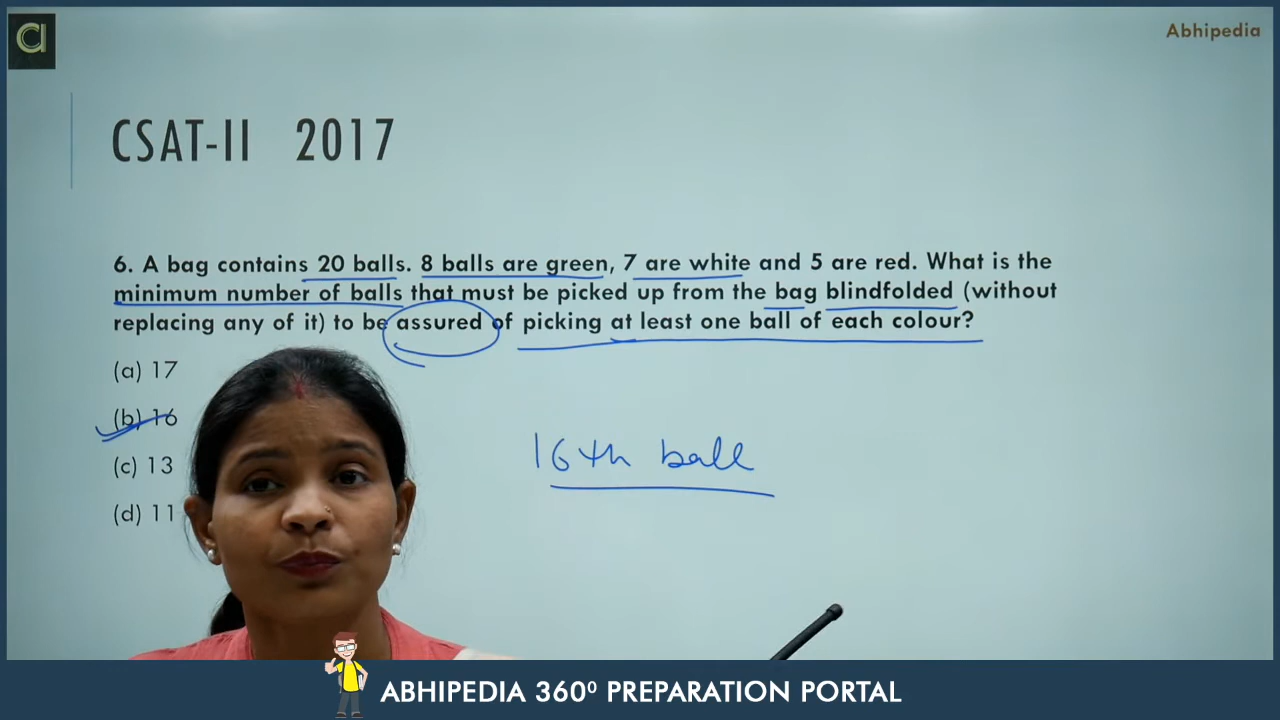 Abhipedia
CSAT-II 2017
6. A bag contains 20 balls. 8 balls are green, 7 are white and 5 are red. What is the
minimum number of balls that must be picked up from the bag blindfolded (without
replacing any of it) to be assured of picking at least one ball of each colour?
(a) 17
(b) 16
(c) 13
(d) 11
16th ball
ABHIPEDIA 360⁰ PREPARATION PORTAL